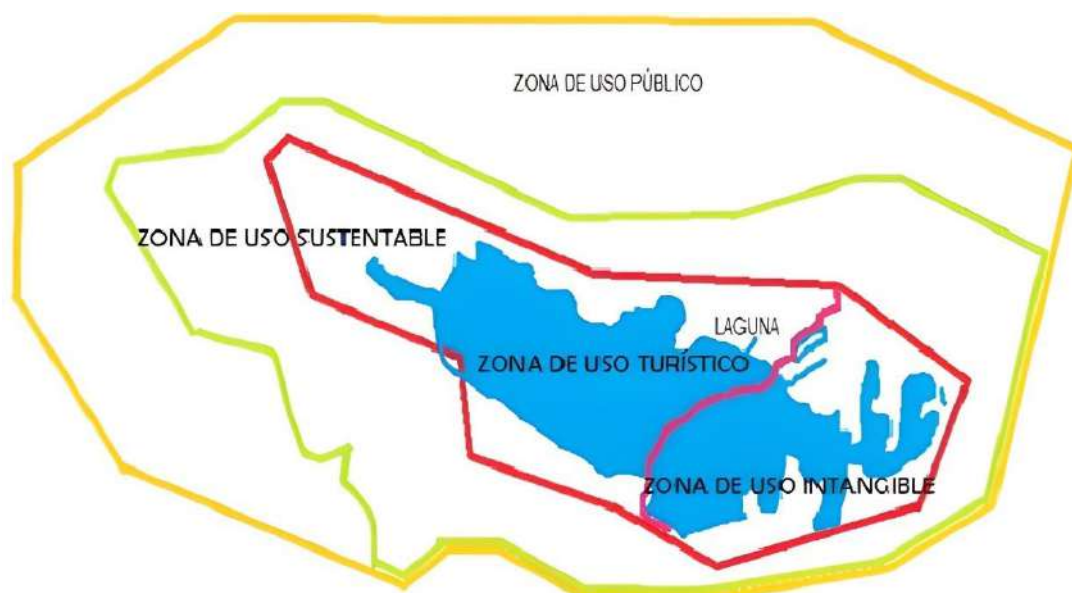 ZONA DE USO PÚBLICO
ZONA DE USO SUSTENTABLE
LAGUNA
ZONA DE USO TURÍSTICO
ZONA DE USO INTANGIBLE